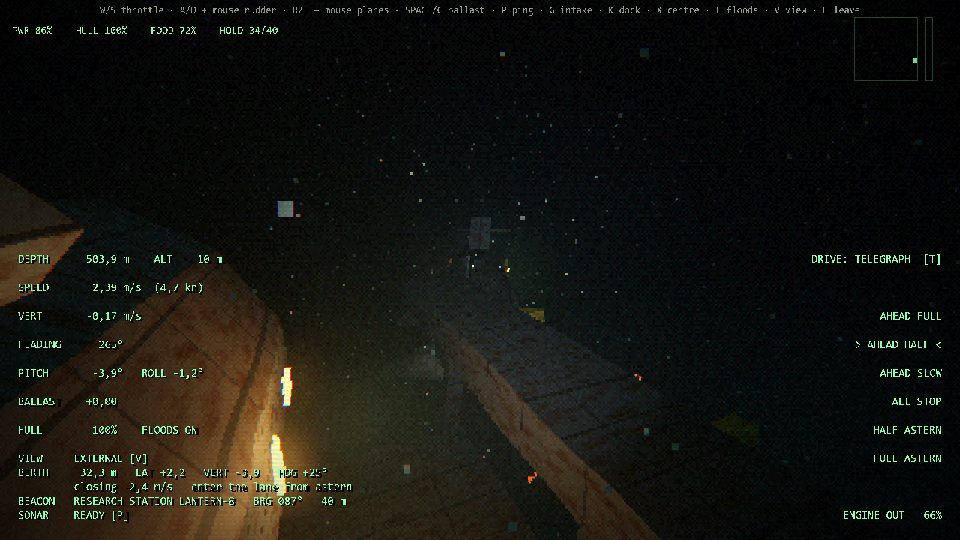 W/S throttle · A/D + mouse rudder · mouse planes · SPACE/C ballast · P ping · G intake · K dock · X centre · L floods · V view · E leave
PWR 86% HULL 100% FOOD 72% HOLD 34/40
DEPTH 503,9 m ALT 10 m
SPEED 2,39 m/s (4,7 kn)
VERT -0,17 m/s
HEADING 265°
PITCH -3,9° ROLL -1,2°
BALLAST +0,00
HULL 100% FLOODS ON
VIEW EXTERNAL [V]
BERTH 32,3 m LAT +2,2 VERT -3,9 HDG +25°
closing 2,4 m/s enter the lane from astern
BEACON RESEARCH STATION LANTERN-6 BRG 087° 40 m
SONAR READY [P]
DRIVE: TELEGRAPH [T]
AHEAD FULL
> AHEAD HALF <
AHEAD SLOW
ALL STOP
HALF ASTERN
FULL ASTERN
ENGINE OUT 66%